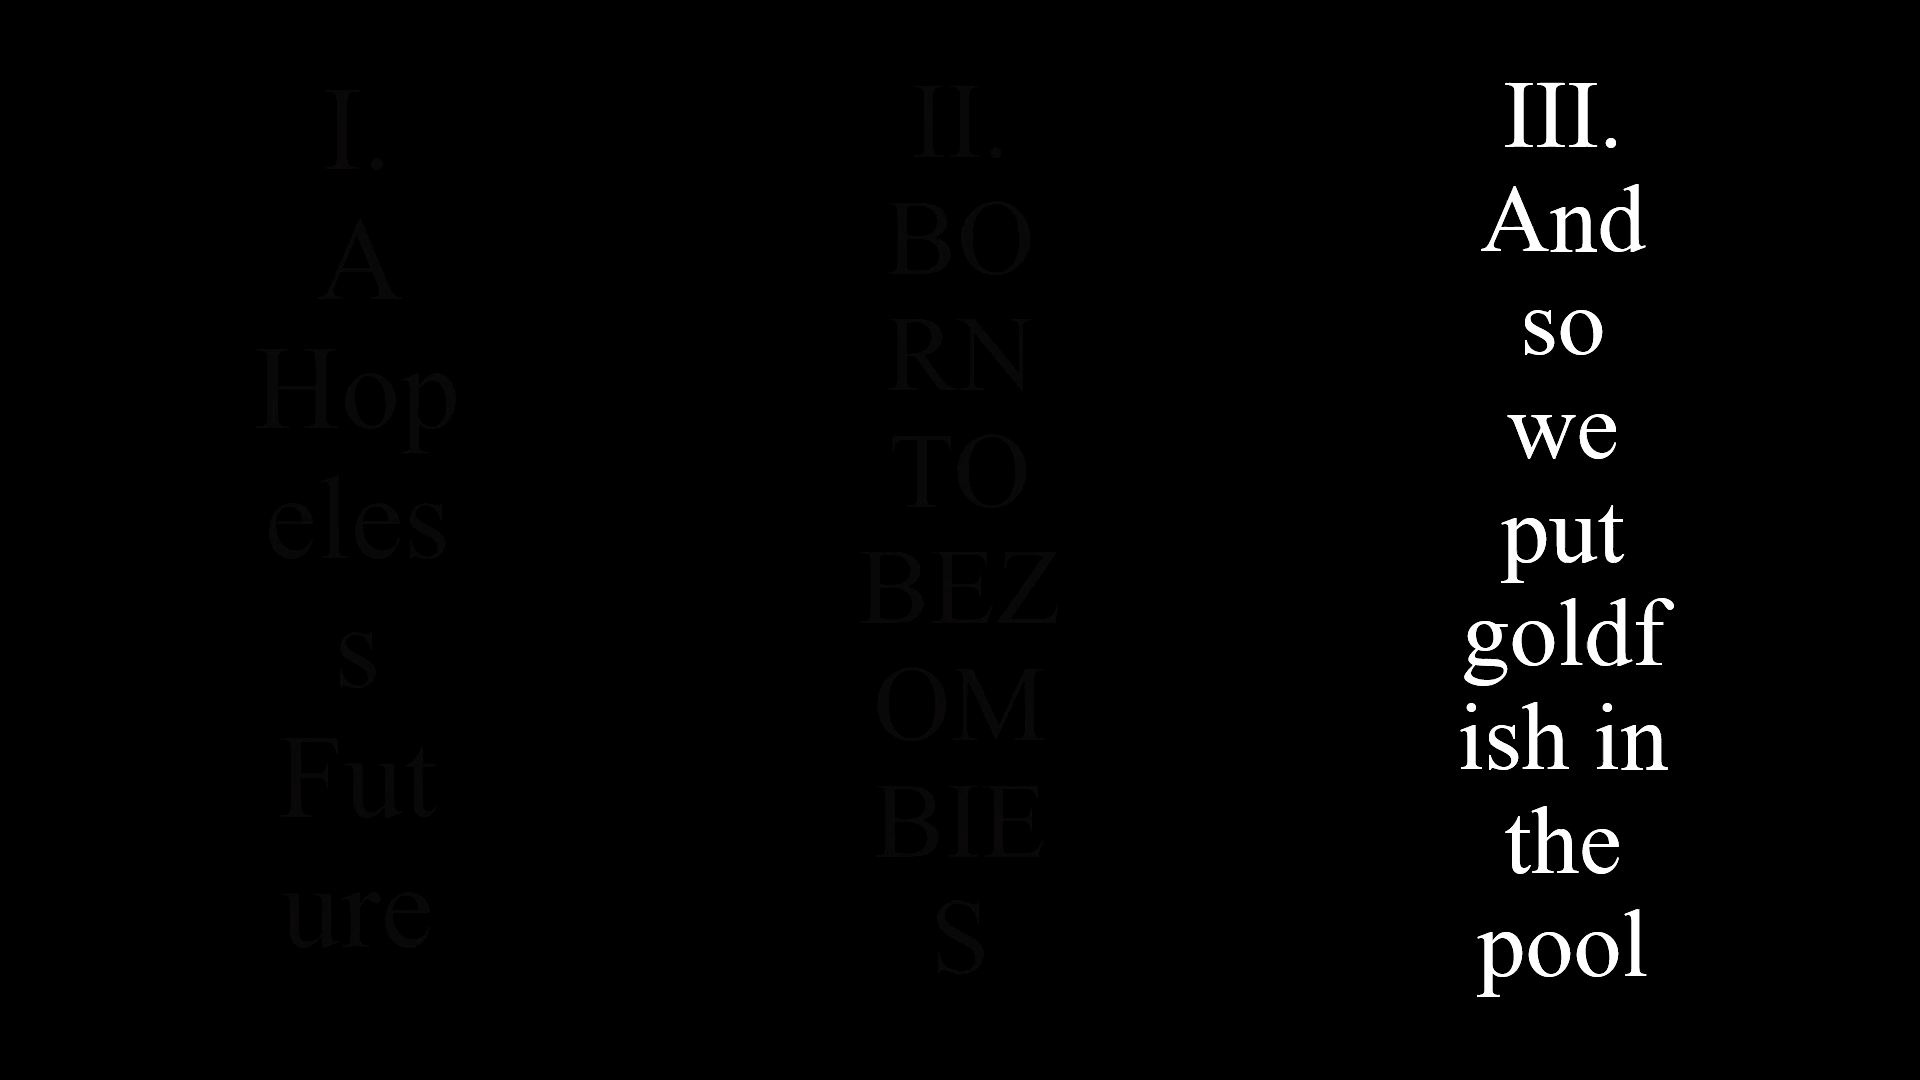 I.
A
Hop
eles
s
Fut
ure
II.
BO
RN
TO
BEZ
OM
BIE
S
III.
And
so
we
put
goldf
ish in
the
pool